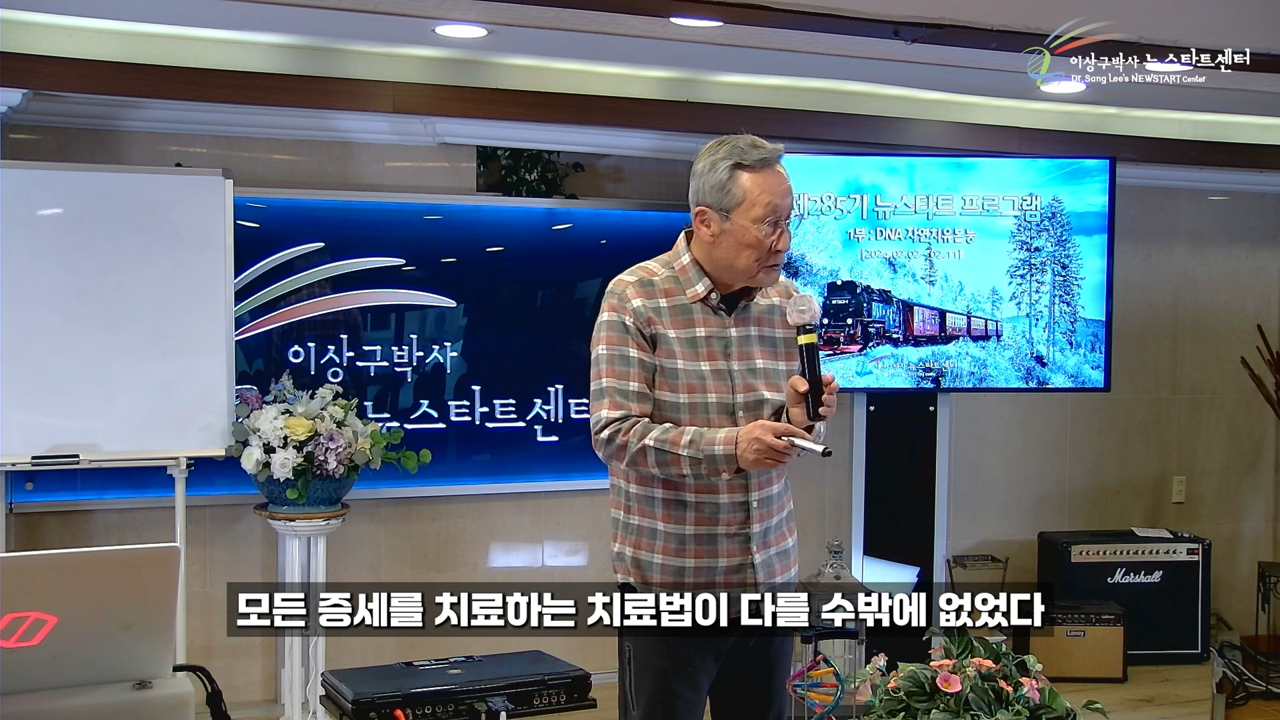 이상구박사 뉴스타트센터
Dr. Sang Lee's NEWSTART Center
제285기 뉴스타트 프로그램
1부 : DNA 자연치유본능
이상구박사
뉴스타트센터
Marshall
Laney
모든 증세를 치료하는 치료법이 다를 수밖에 없었다